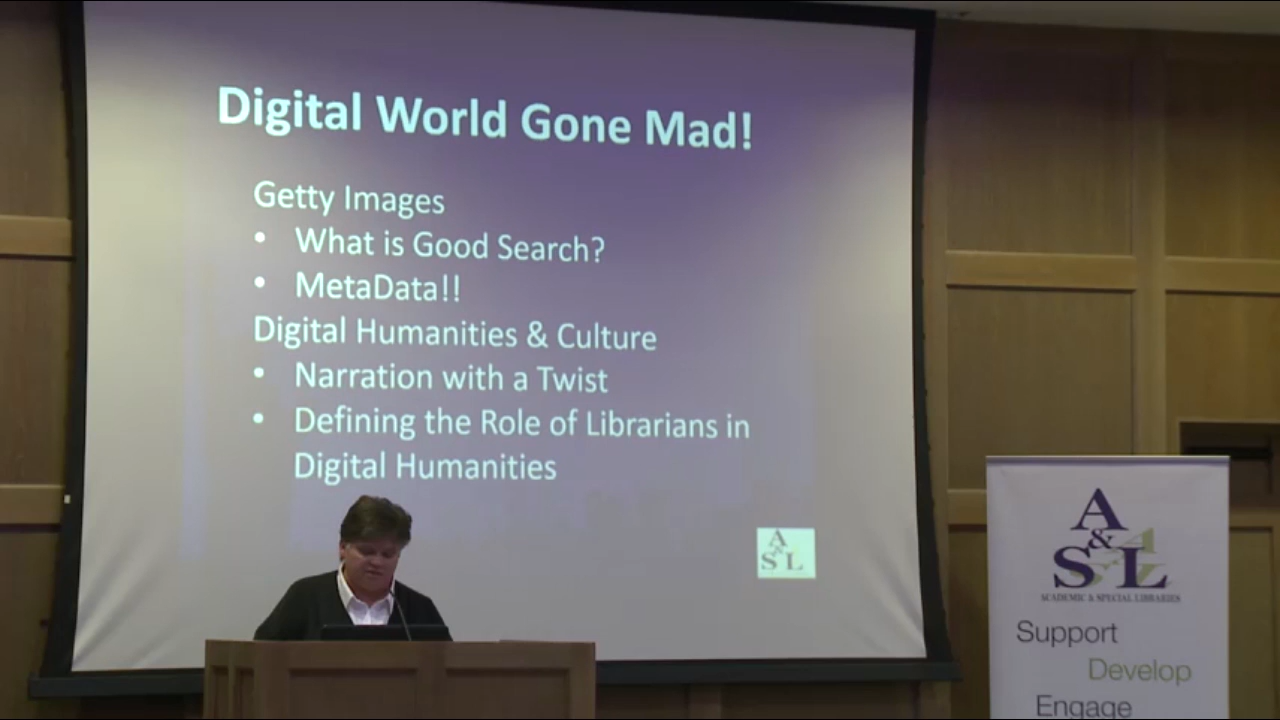 Digital World Gone Mad!
Getty Images
• What is Good Search?
• MetaData!!
Digital Humanities & Culture
• Narration with a Twist
• Defining the Role of Librarians in
Digital Humanities
A
&
SL
A
&
SL
ACADEMIC & SPECIAL LIBRARIES
Support
Develop
Engage